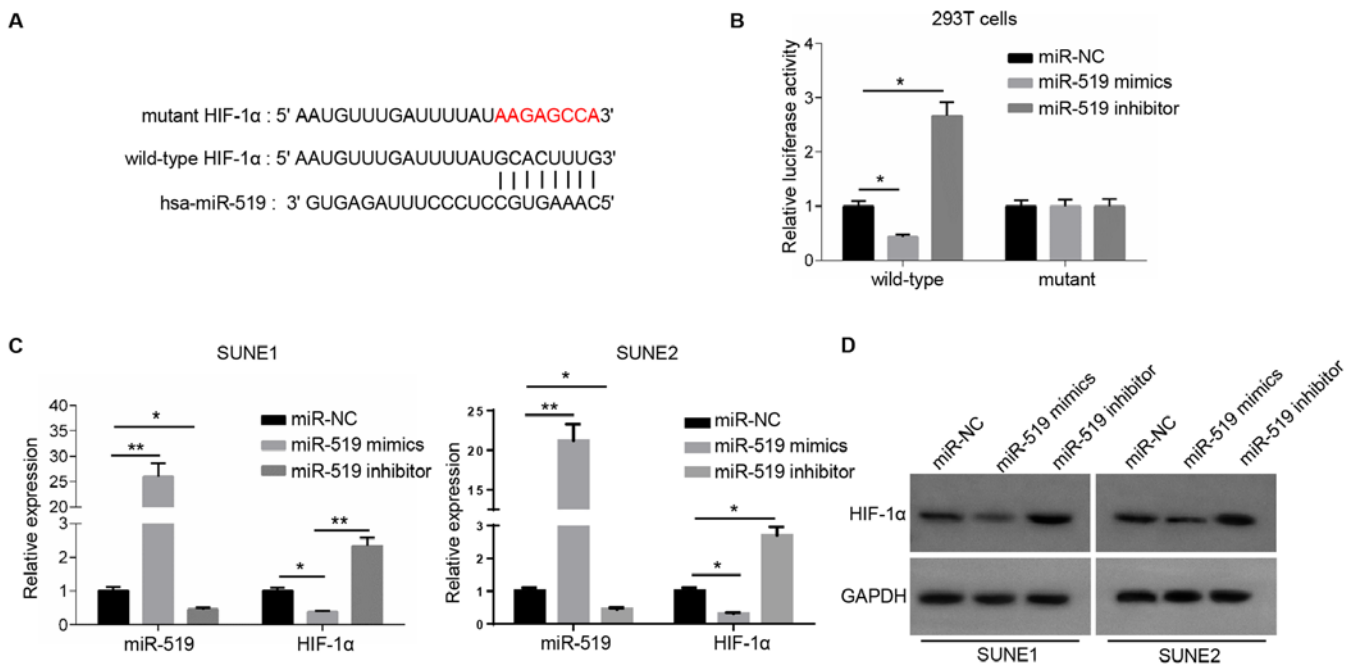 A
mutant HIF-1α : 5' AAUGUUUGAUUUUAUAAGAGCCA3'
wild-type HIF-1α : 5' AAUGUUUGAUUUUAUGCACUUUG3'
hsa-miR-519 : 3' GUGAGAUUUCCCUCCGUGAAAC5'
B
293T cells
miR-NC
miR-519 mimics
miR-519 inhibitor
Relative luciferase activity
4
3
2
1
0
*
*
wild-type
mutant
C
SUNE1
miR-NC
miR-519 mimics
miR-519 inhibitor
Relative expression
40
35
30
25
20
3
2
1
0
*
**
*
**
miR-519
HIF-1α
SUNE2
miR-NC
miR-519 mimics
miR-519 inhibitor
Relative expression
25
20
15
10
3
2
1
0
*
**
*
*
miR-519
HIF-1α
D
miR-NC
miR-519 mimics
miR-519 inhibitor
miR-NC
miR-519 mimics
miR-519 inhibitor
HIF-1α
GAPDH
SUNE1
SUNE2